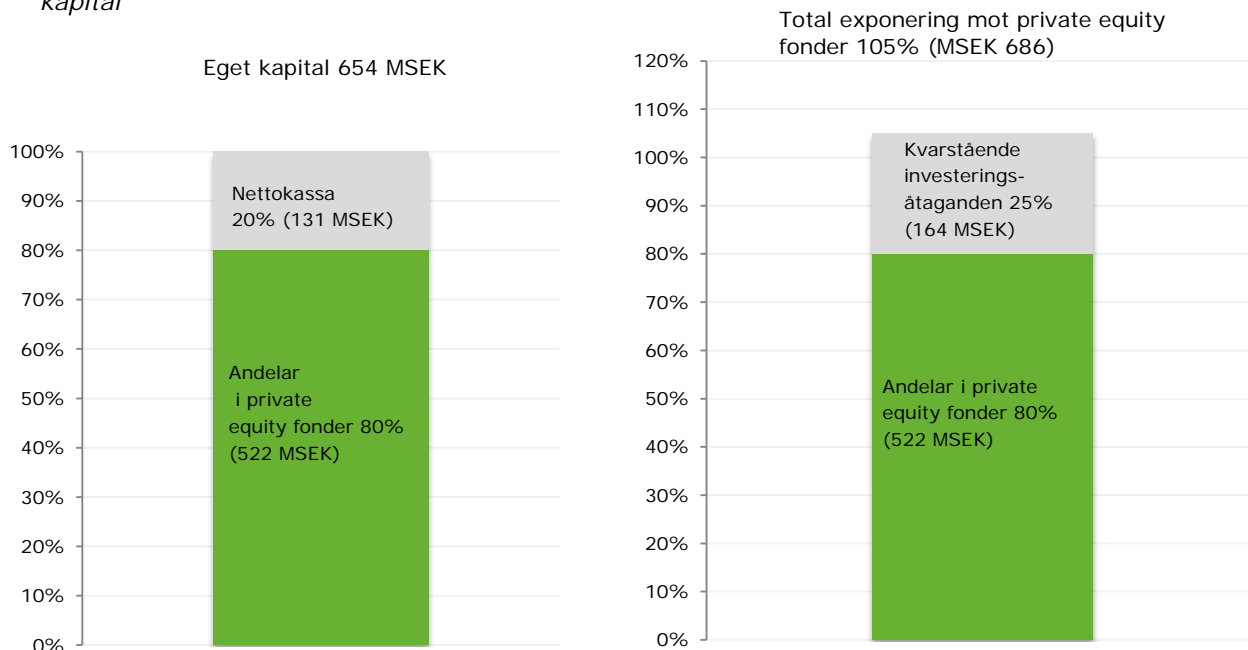 kapital
Eget kapital 654 MSEK
100%
90%
80%
70%
60%
50%
40%
30%
20%
10%
0%
Nettokassa
20% (131 MSEK)
Andelar
i private
equity fonder 80%
(522 MSEK)
Total exponering mot private equity
fonder 105% (MSEK 686)
120%
110%
100%
90%
80%
70%
60%
50%
40%
30%
20%
10%
0%
Kvarstående
investerings-
åtaganden 25%
(164 MSEK)
Andelar i private
equity fonder 80%
(522 MSEK)